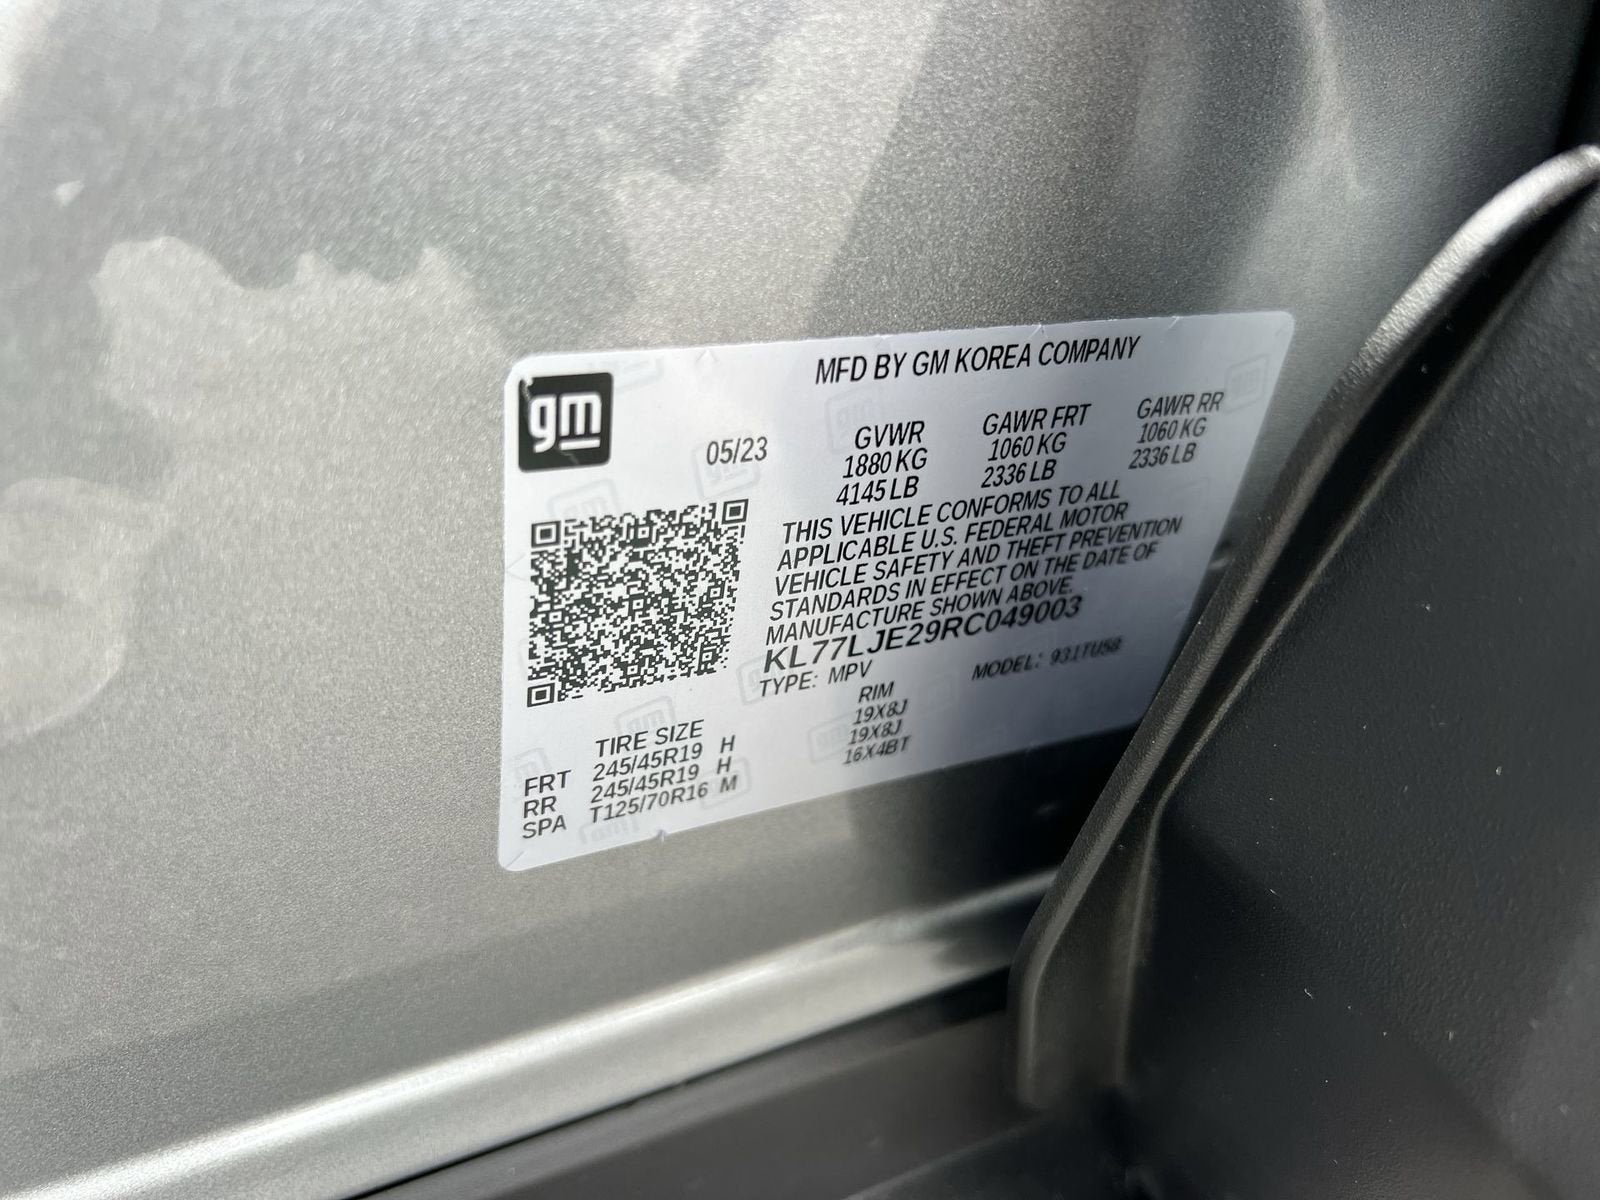 gm
MFD BY GM KOREA COMPANY
05/23
GVWR GAWR FRT GAWR RR
1880 KG 1060 KG 1060 KG
4145 LB 2336 LB 2336 LB
THIS VEHICLE CONFORMS TO ALL
APPLICABLE U.S. FEDERAL MOTOR
VEHICLE SAFETY AND THEFT PREVENTION
STANDARDS IN EFFECT ON THE DATE OF
MANUFACTURE SHOWN ABOVE.
KL77LJE29RC049003
TYPE: MPV MODEL: 931TU58
TIRE SIZE RIM
FRT 245/45R19 H 19X8J
RR 245/45R19 H 19X8J
SPA T125/70R16 M 16X4BT